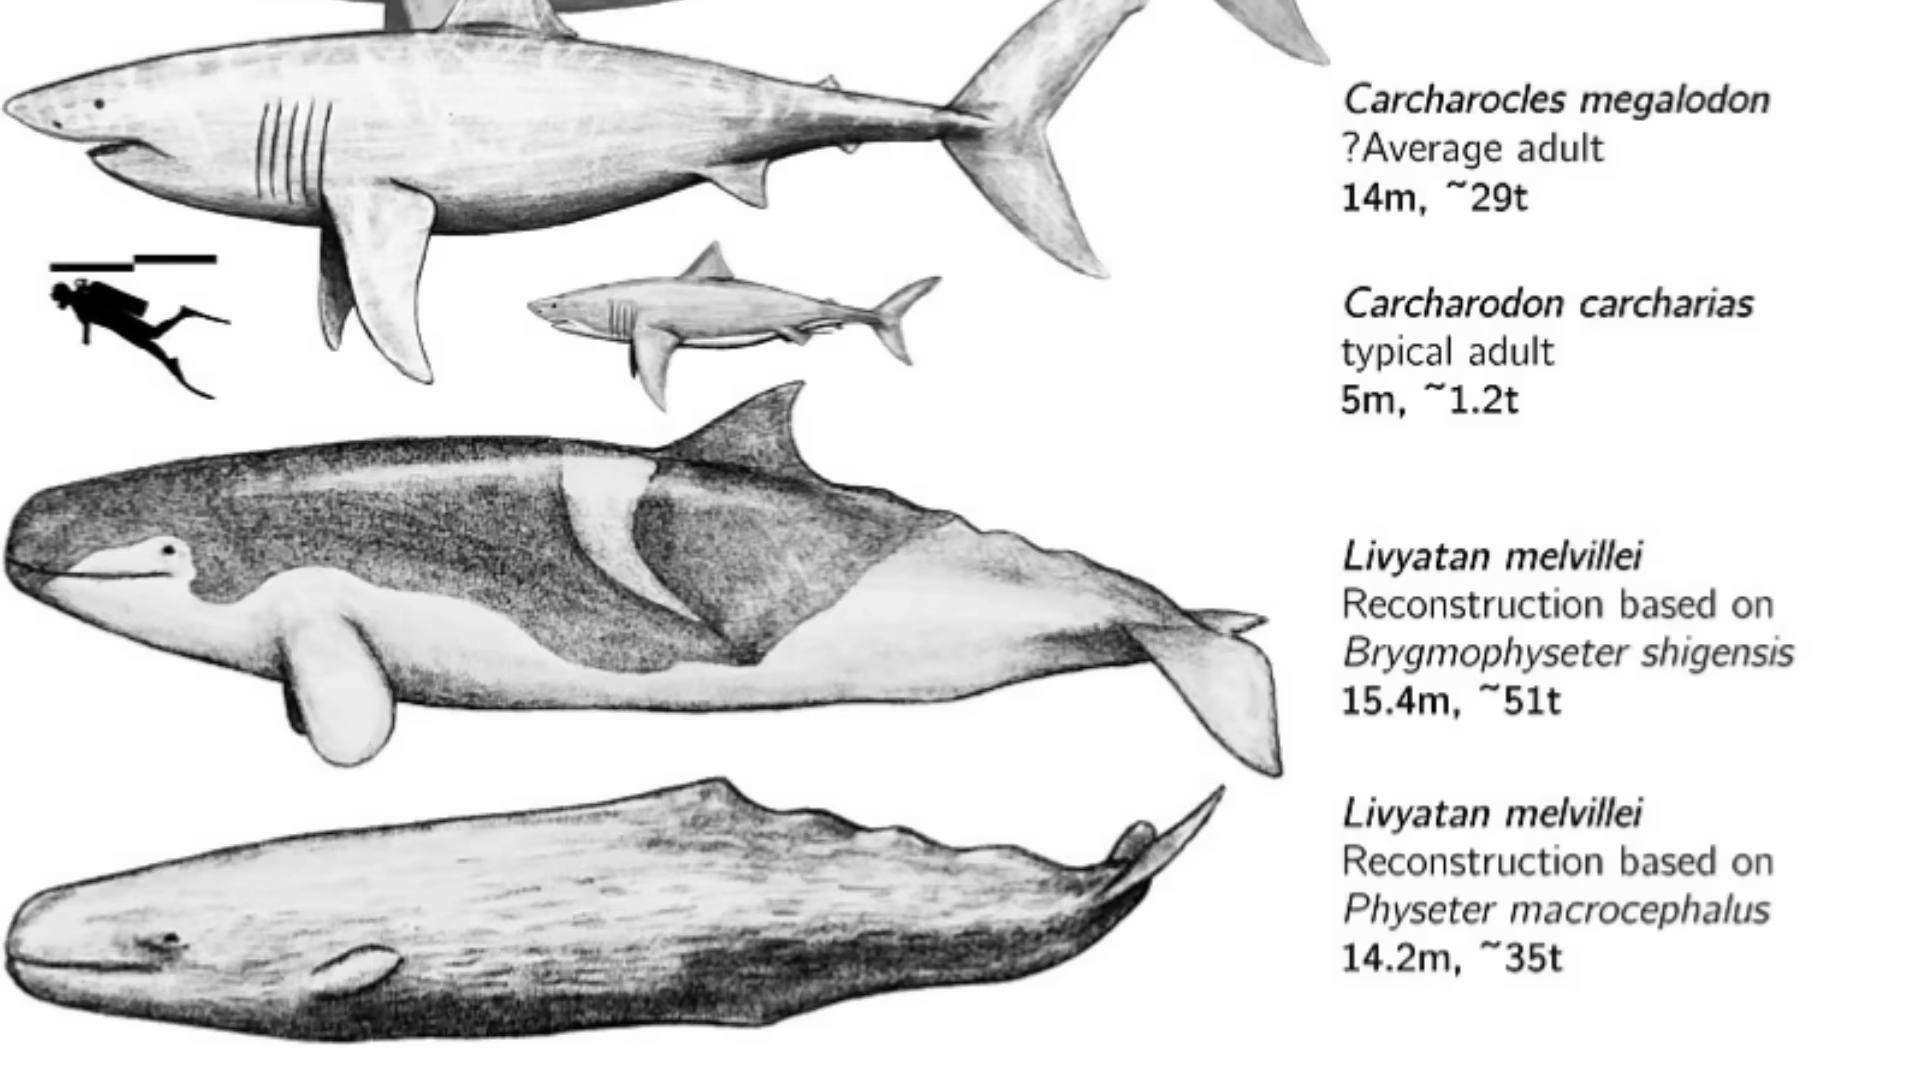 Carcharocles megalodon
?Average adult
14m, ~29t
Carcharodon carcharias
typical adult
5m, ~1.2t
Livyatan melvillei
Reconstruction based on
Brygmophyseter shigensis
15.4m, ~51t
Livyatan melvillei
Reconstruction based on
Physeter macrocephalus
14.2m, ~35t